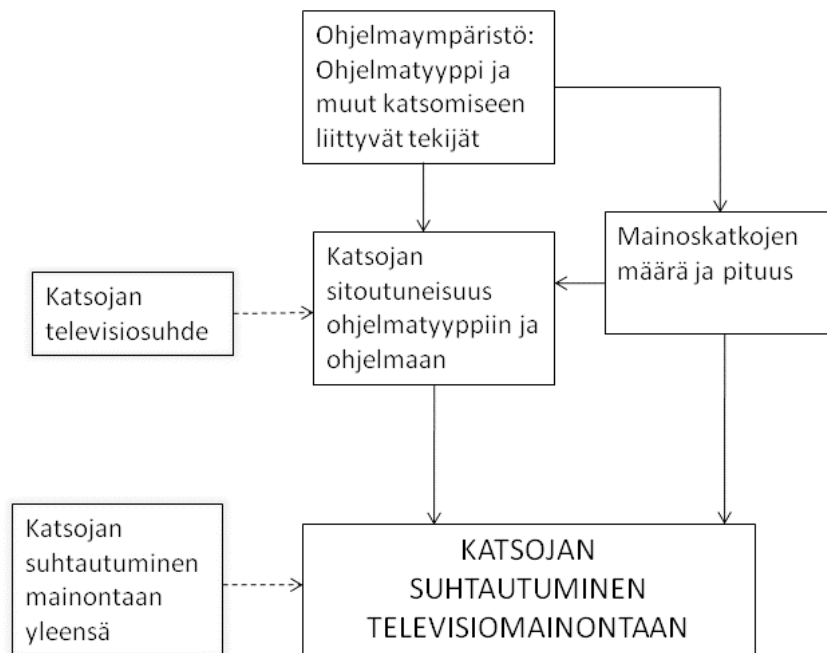 Ohjelmaympäristö:
Ohjelmatyyppi ja
muut katsomiseen
liittyvät tekijät
Mainoskatkojen
määrä ja pituus
Katsojan
sitoutuneisuus
ohjelmatyyppiin ja
ohjelmaan
Katsojan
televisiosuhde
Katsojan
suhtautuminen
mainontaan
yleensä
KATSOJAN
SUHTAUTUMINEN
TELEVISIOMAINONTAAN